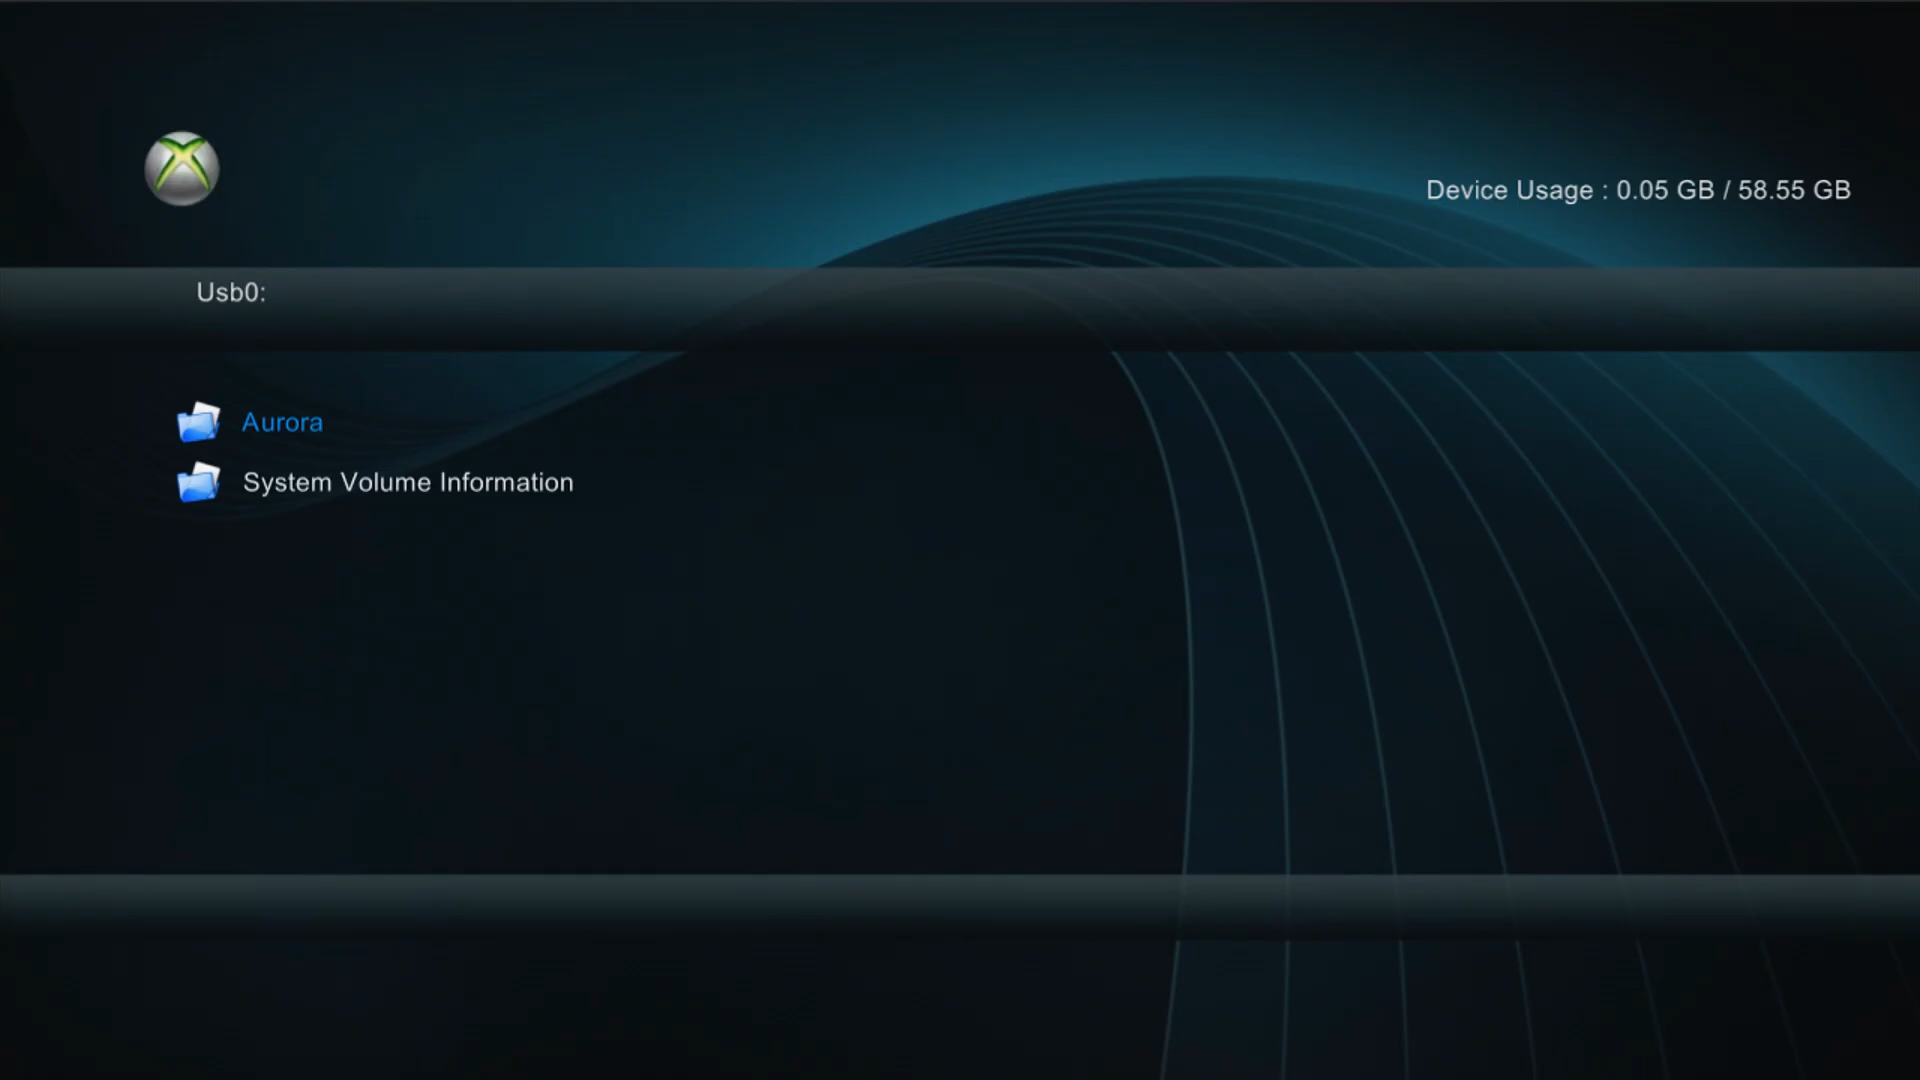 Device Usage : 0.05 GB / 58.55 GB
Usb0:
Aurora
System Volume Information